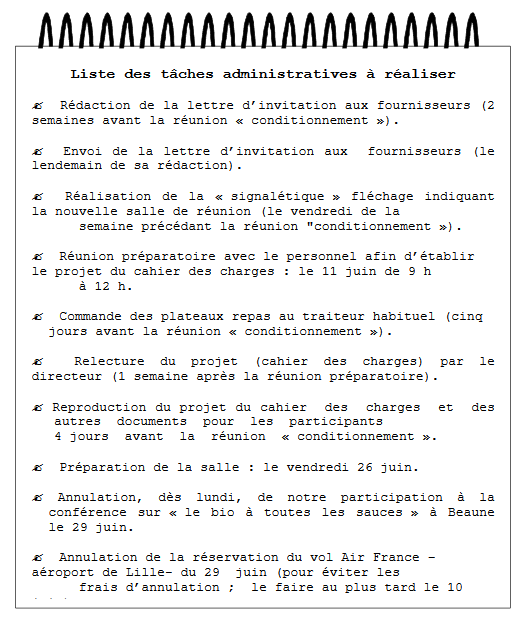 Liste des tâches administratives à réaliser
✍ Rédaction de la lettre d’invitation aux fournisseurs (2
semaines avant la réunion « conditionnement »).
✍ Envoi de la lettre d’invitation aux fournisseurs (le
lendemain de sa rédaction).
✍ Réalisation de la « signalétique » fléchage indiquant
la nouvelle salle de réunion (le vendredi de la
semaine précédant la réunion "conditionnement »).
✍ Réunion préparatoire avec le personnel afin d’établir
le projet du cahier des charges : le 11 juin de 9 h
à 12 h.
✍ Commande des plateaux repas au traiteur habituel (cinq
jours avant la réunion « conditionnement »).
✍ Relecture du projet (cahier des charges) par le
directeur (1 semaine après la réunion préparatoire).
✍ Reproduction du projet du cahier des charges et des
autres documents pour les participants
4 jours avant la réunion « conditionnement ».
✍ Préparation de la salle : le vendredi 26 juin.
✍ Annulation, dès lundi, de notre participation à la
conférence sur « le bio à toutes les sauces » à Beaune
le 29 juin.
✍ Annulation de la réservation du vol Air France –
aéroport de Lille– du 29 juin (pour éviter les
frais d’annulation ; le faire au plus tard le 10